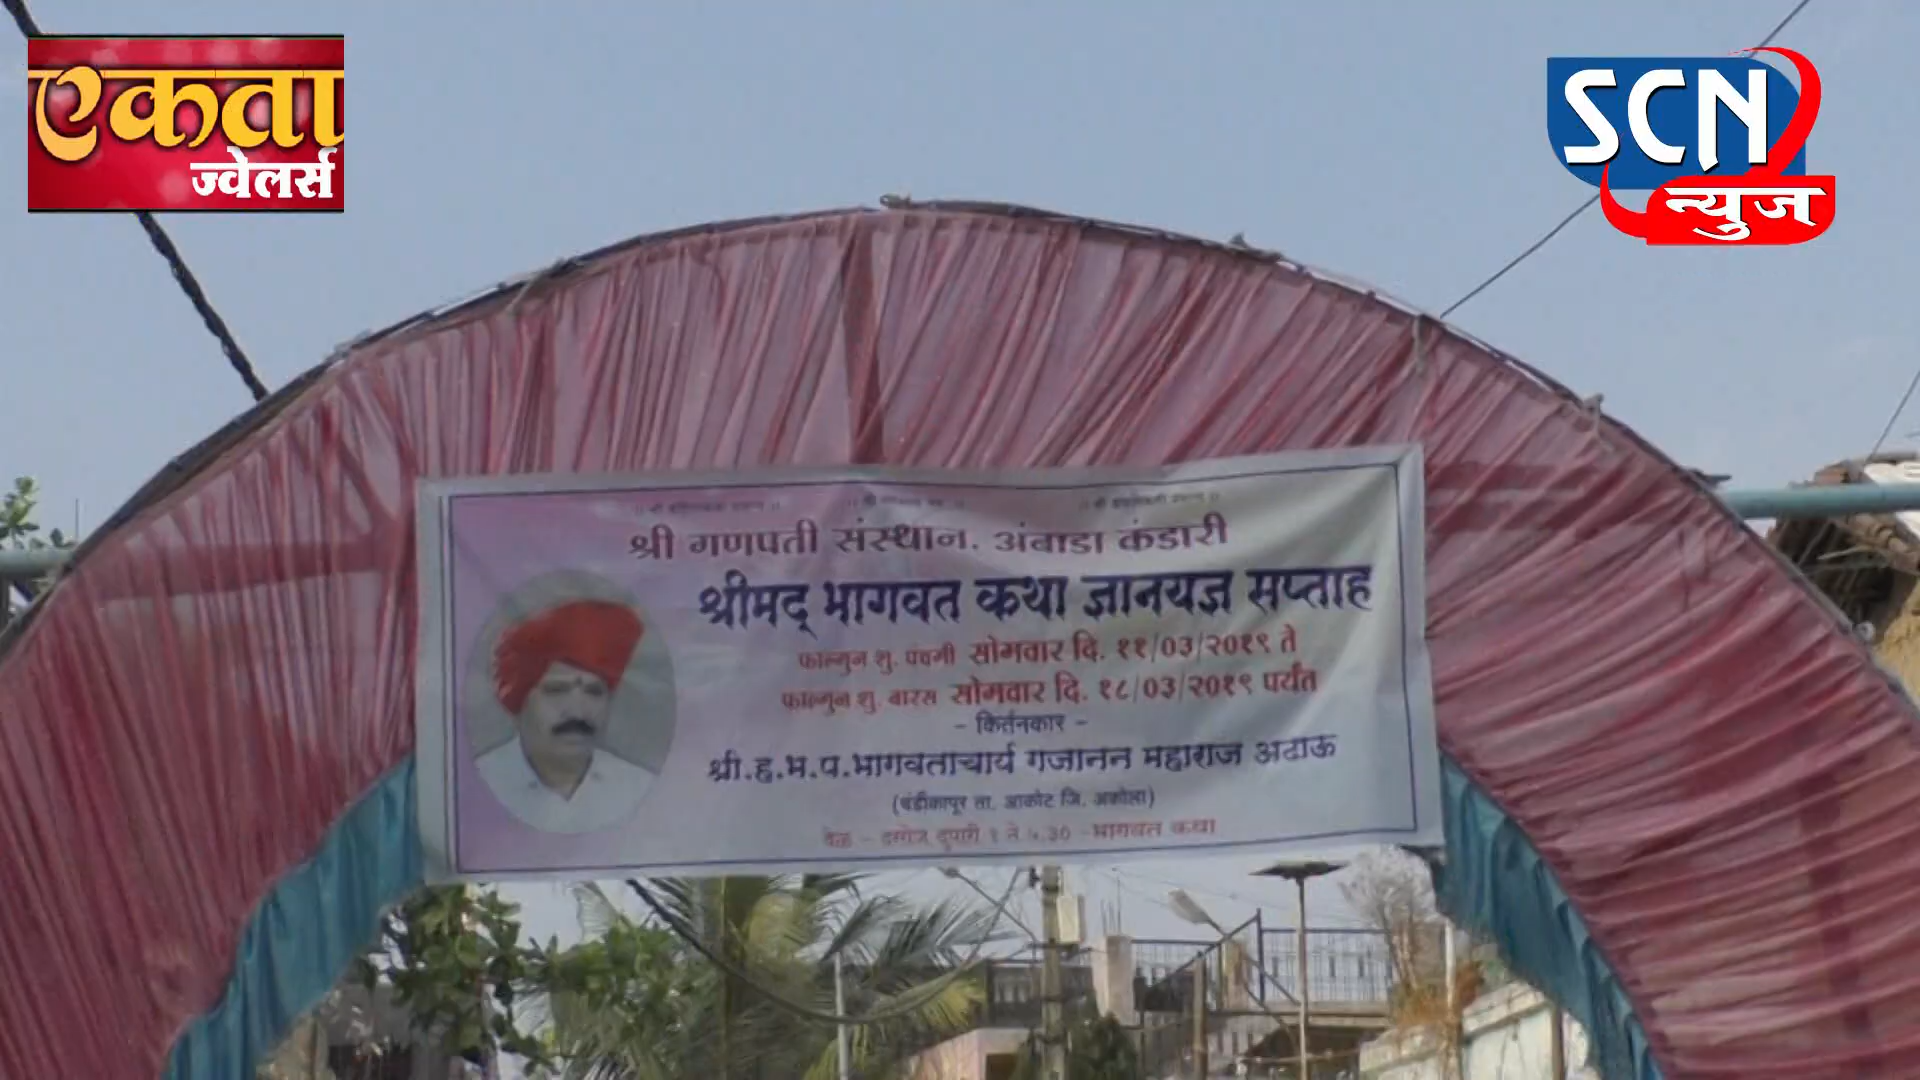 एकता
ज्वेलर्स
SCN
न्युज
श्री गणपती संस्थान. अंबाडा कंडारी
श्रीमद् भागवत कथा ज्ञानयज्ञ सप्ताह
फाल्गुन शु. पंचमी सोमवार दि. ११/03/२०१९ ते
फाल्गुन शु. बारस सोमवार दि. १८/03/२०१९ पर्यंत
- किर्तनकार -
श्री.ह.भ.प.भागवताचार्य गजानन महाराज अढाऊ
(चंडीकापूर ता. आकोट जि. अकोला)
वेळ - दररोज दुपारी १ ते ५.३० -भागवत कथा